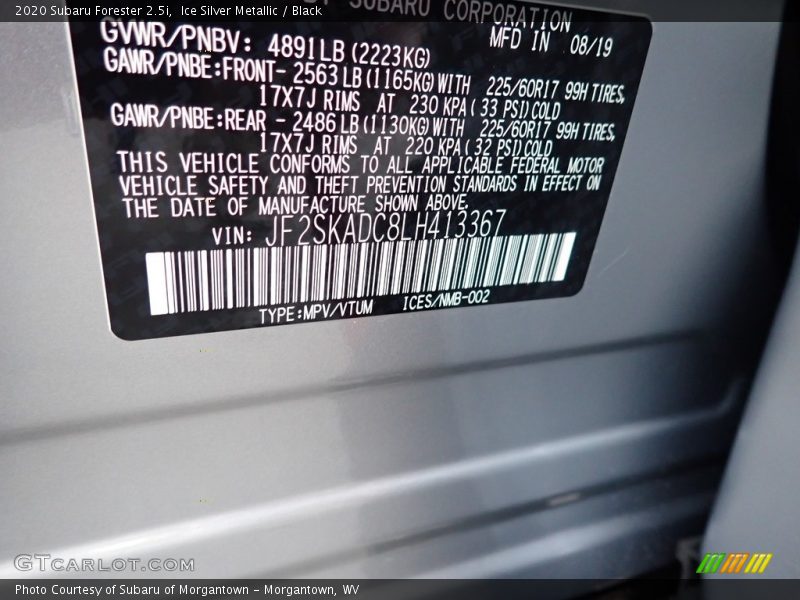 2020 Subaru Forester 2.5i,  Ice Silver Metallic / Black
SUBARU CORPORATION
GVWR/PNBV: 4891LB (2223KG) MFD IN 08/19
GAWR/PNBE:FRONT- 2563LB(1165KG)WITH 225/60R17 99H TIRES,
17X7J RIMS AT 230 KPA ( 33 PSI)COLD
GAWR/PNBE:REAR - 2486LB(1130KG)WITH 225/60R17 99H TIRES,
17X7J RIMS AT 220 KPA ( 32 PSI)COLD
THIS VEHICLE CONFORMS TO ALL APPLICABLE FEDERAL MOTOR
VEHICLE SAFETY AND THEFT PREVENTION STANDARDS IN EFFECT ON
THE DATE OF MANUFACTURE SHOWN ABOVE.
VIN: JF2SKADC8LH413367
TYPE:MPV/VTUM ICES/NMB-002
GTCARLOT.COM
Photo Courtesy of Subaru of Morgantown - Morgantown, WV